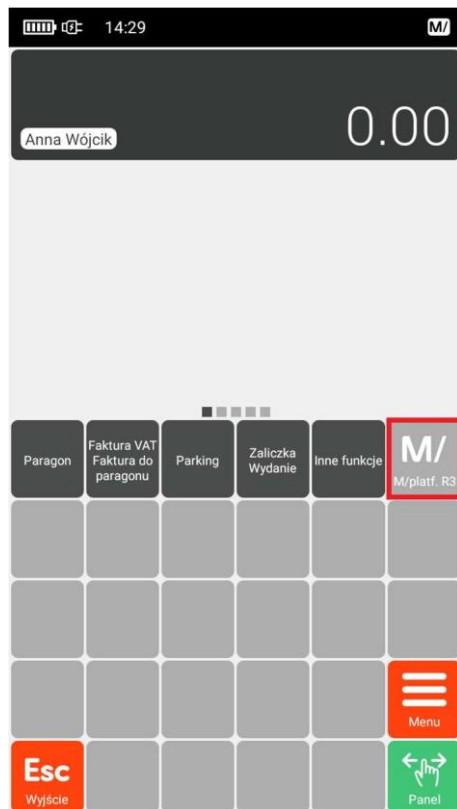 14:29
M/
Anna Wójcik
0.00
Paragon
Faktura VAT
Faktura do
paragonu
Parking
Zaliczka
Wydanie
Inne funkcje
M/
M/platf. R3
Menu
Esc
Wyjście
Panel